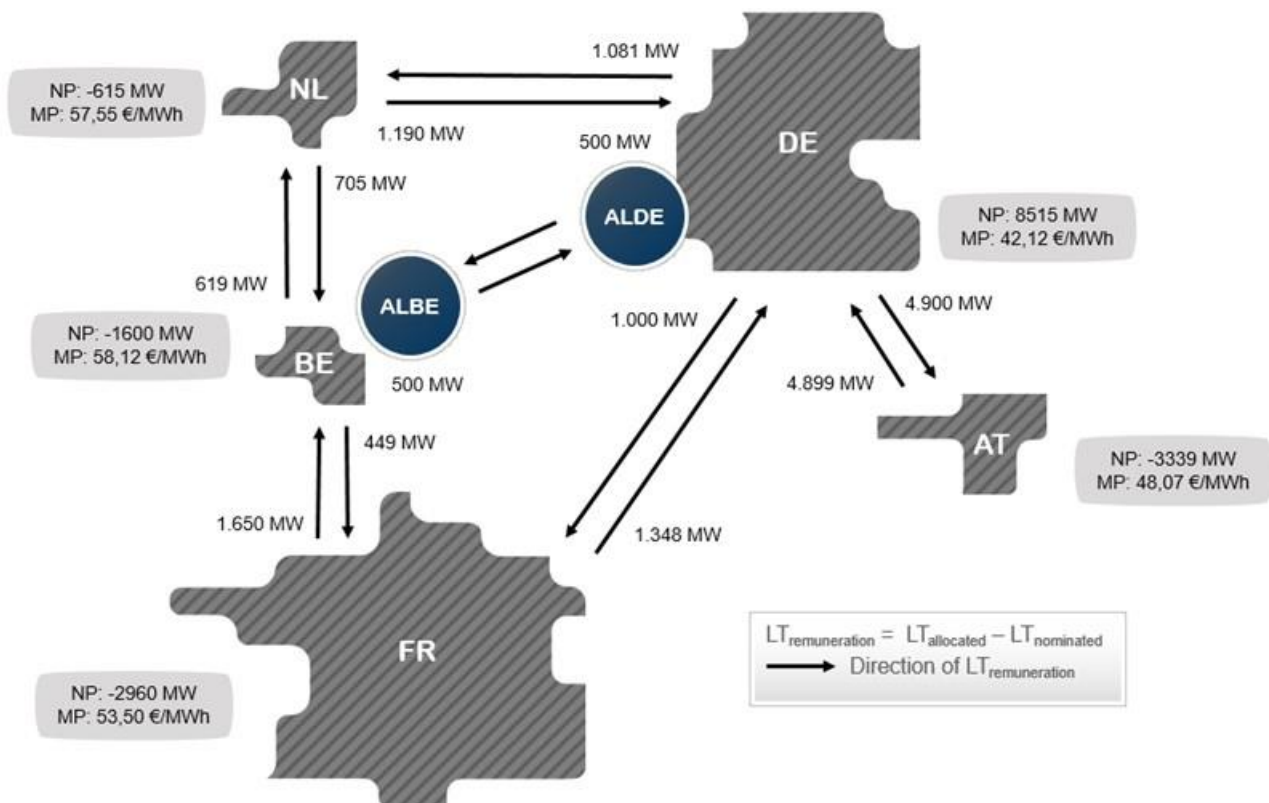 1.081 MW
NP: -615 MW
MP: 57,55 €/MWh
NL
1.190 MW
500 MW
DE
705 MW
ALDE
NP: 8515 MW
MP: 42,12 €/MWh
619 MW
ALBE
NP: -1600 MW
MP: 58,12 €/MWh
BE
500 MW
1.000 MW
4.900 MW
4.899 MW
449 MW
AT
NP: -3339 MW
MP: 48,07 €/MWh
1.650 MW
1.348 MW
FR
NP: -2960 MW
MP: 53,50 €/MWh
LTremuneration = LTallocated – LTnominated
Direction of LTremuneration